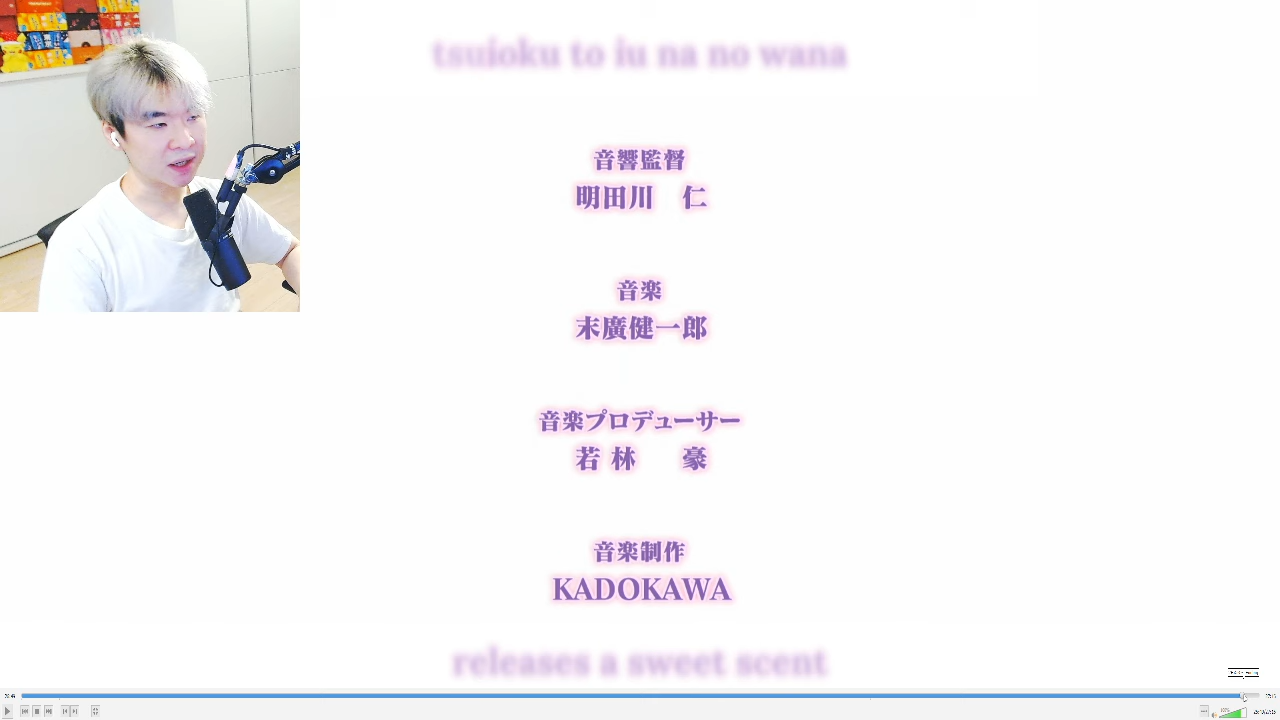 tsumoku to iu na no wana
音響監督
明田川 仁
音楽
末廣健一郎
音楽プロデューサー
若林 豪
音楽制作
KADOKAWA
releases a sweet scent